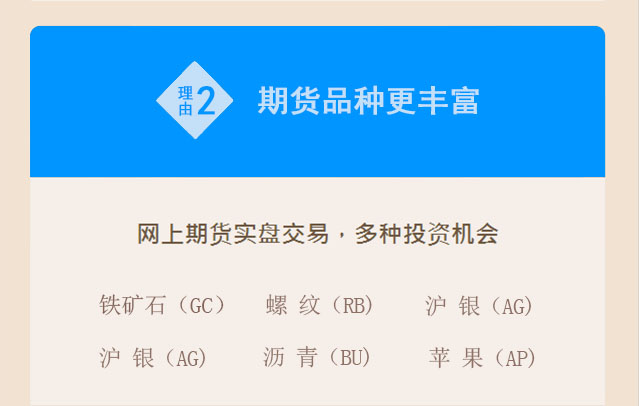 理由2 期货品种更丰富
网上期货实盘交易，多种投资机会
铁矿石（GC） 螺 纹（RB) 沪 银（AG)
沪 银（AG) 沥 青（BU) 苹 果（AP)